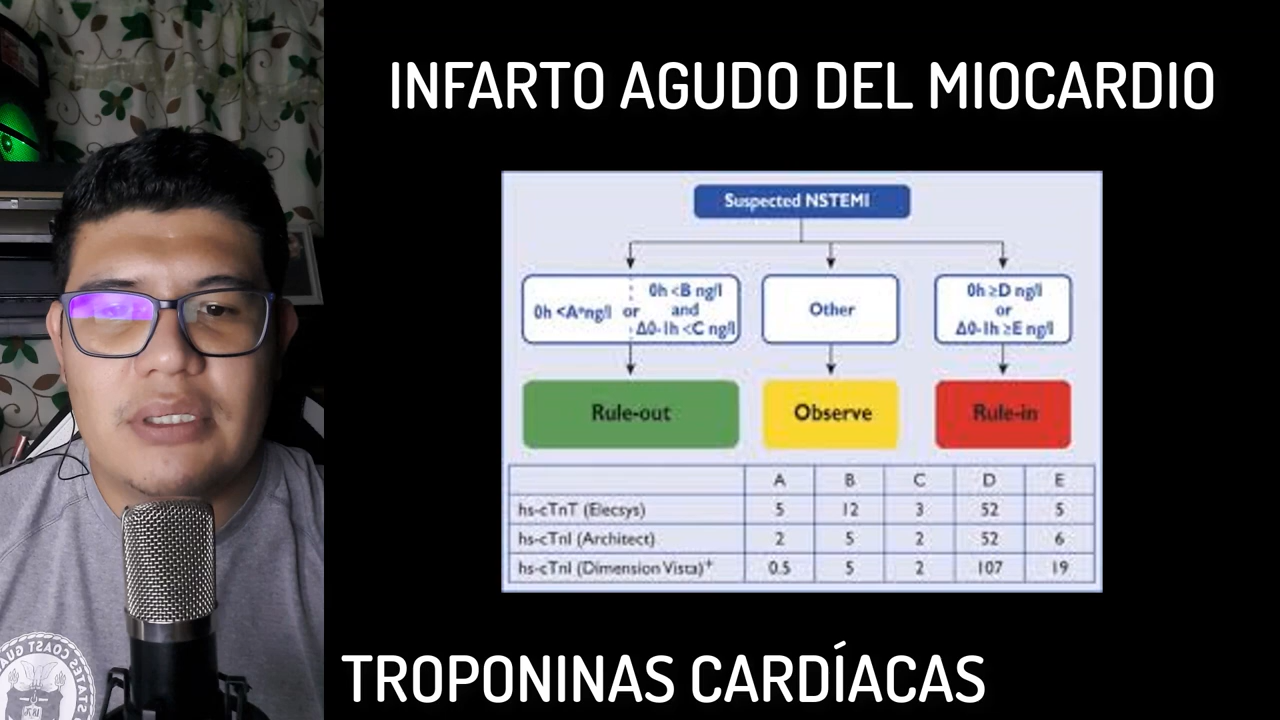 INFARTO AGUDO DEL MIOCARDIO
Suspected NSTEMI
0h <A*ng/l or 0h <B ng/l and Δ0-1h <C ng/l
Other
0h ≥D ng/l or Δ0-1h ≥E ng/l
Rule-out
Observe
Rule-in
A B C D E
hs-cTnT (Elecsys) 5 12 3 52 5
hs-cTnI (Architect) 2 5 2 52 6
hs-cTnI (Dimension Vista)⁺ 0.5 5 2 107 19
TROPONINAS CARDÍACAS